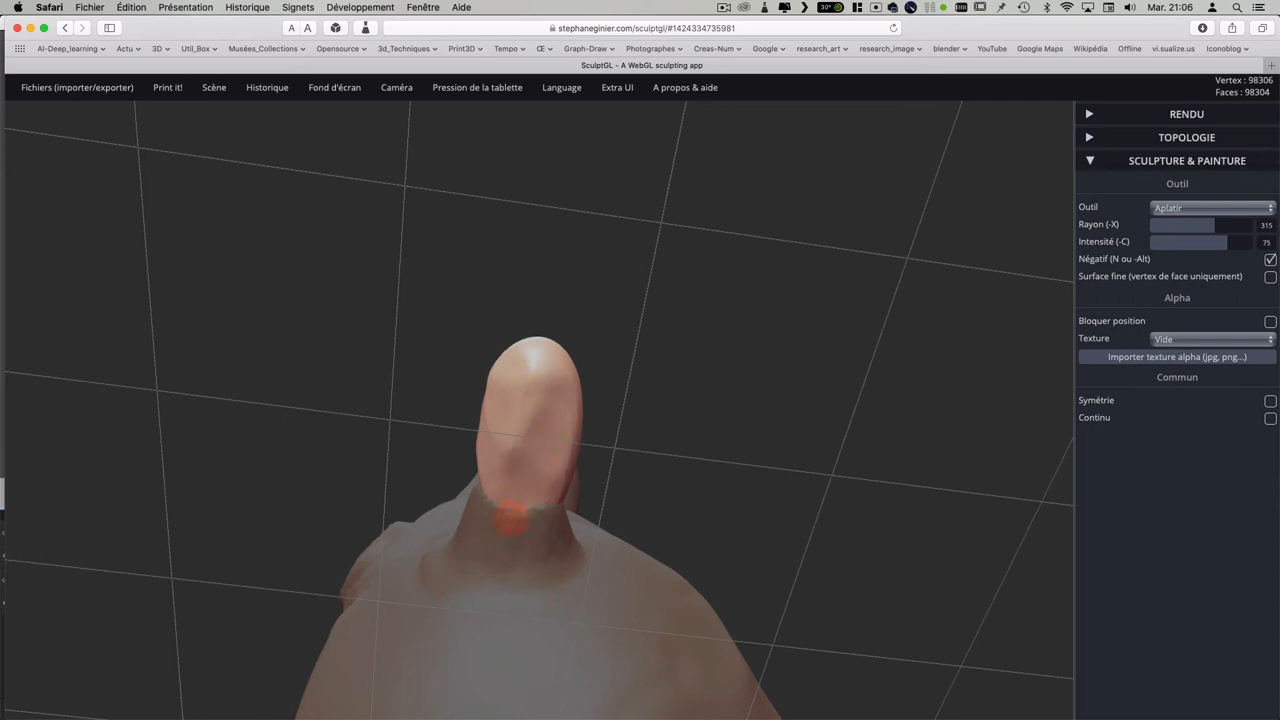 Safari Fichier Édition Présentation Historique Signets Développement Fenêtre Aide 30° Mar. 21:06
A A stephaneginier.com/sculptgl/#1424334735981
AI-Deep_learning Actu 3D Util_Box Musées_Collections Opensource 3d_Techniques Print3D Tempo Œ Graph-Draw Photographes Creas-Num Google research_art research_image blender YouTube Google Maps Wikipédia Offline vi.sualize.us Iconoblog
SculptGL - A WebGL sculpting app
Fichiers (importer/exporter) Print it! Scène Historique Fond d'écran Caméra Pression de la tablette Language Extra UI A propos & aide
Vertex : 98306
Faces : 98304
RENDU
TOPOLOGIE
SCULPTURE & PAINTURE
Outil
Outil Aplatir
Rayon (-X) 315
Intensité (-C) 75
Négatif (N ou -Alt)
Surface fine (vertex de face uniquement)
Alpha
Bloquer position
Texture Vide
Importer texture alpha (jpg, png...)
Commun
Symétrie
Continu